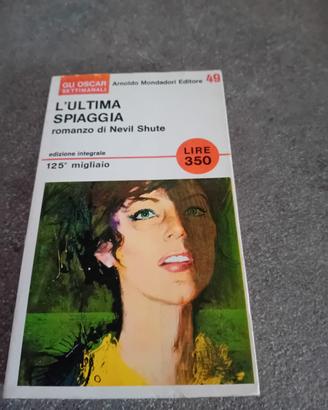 GLI OSCAR
SETTIMANALI
Arnoldo Mondadori Editore 49
L'ULTIMA
SPIAGGIA
romanzo di Nevil Shute
edizione integrale
125° migliaio
LIRE
350